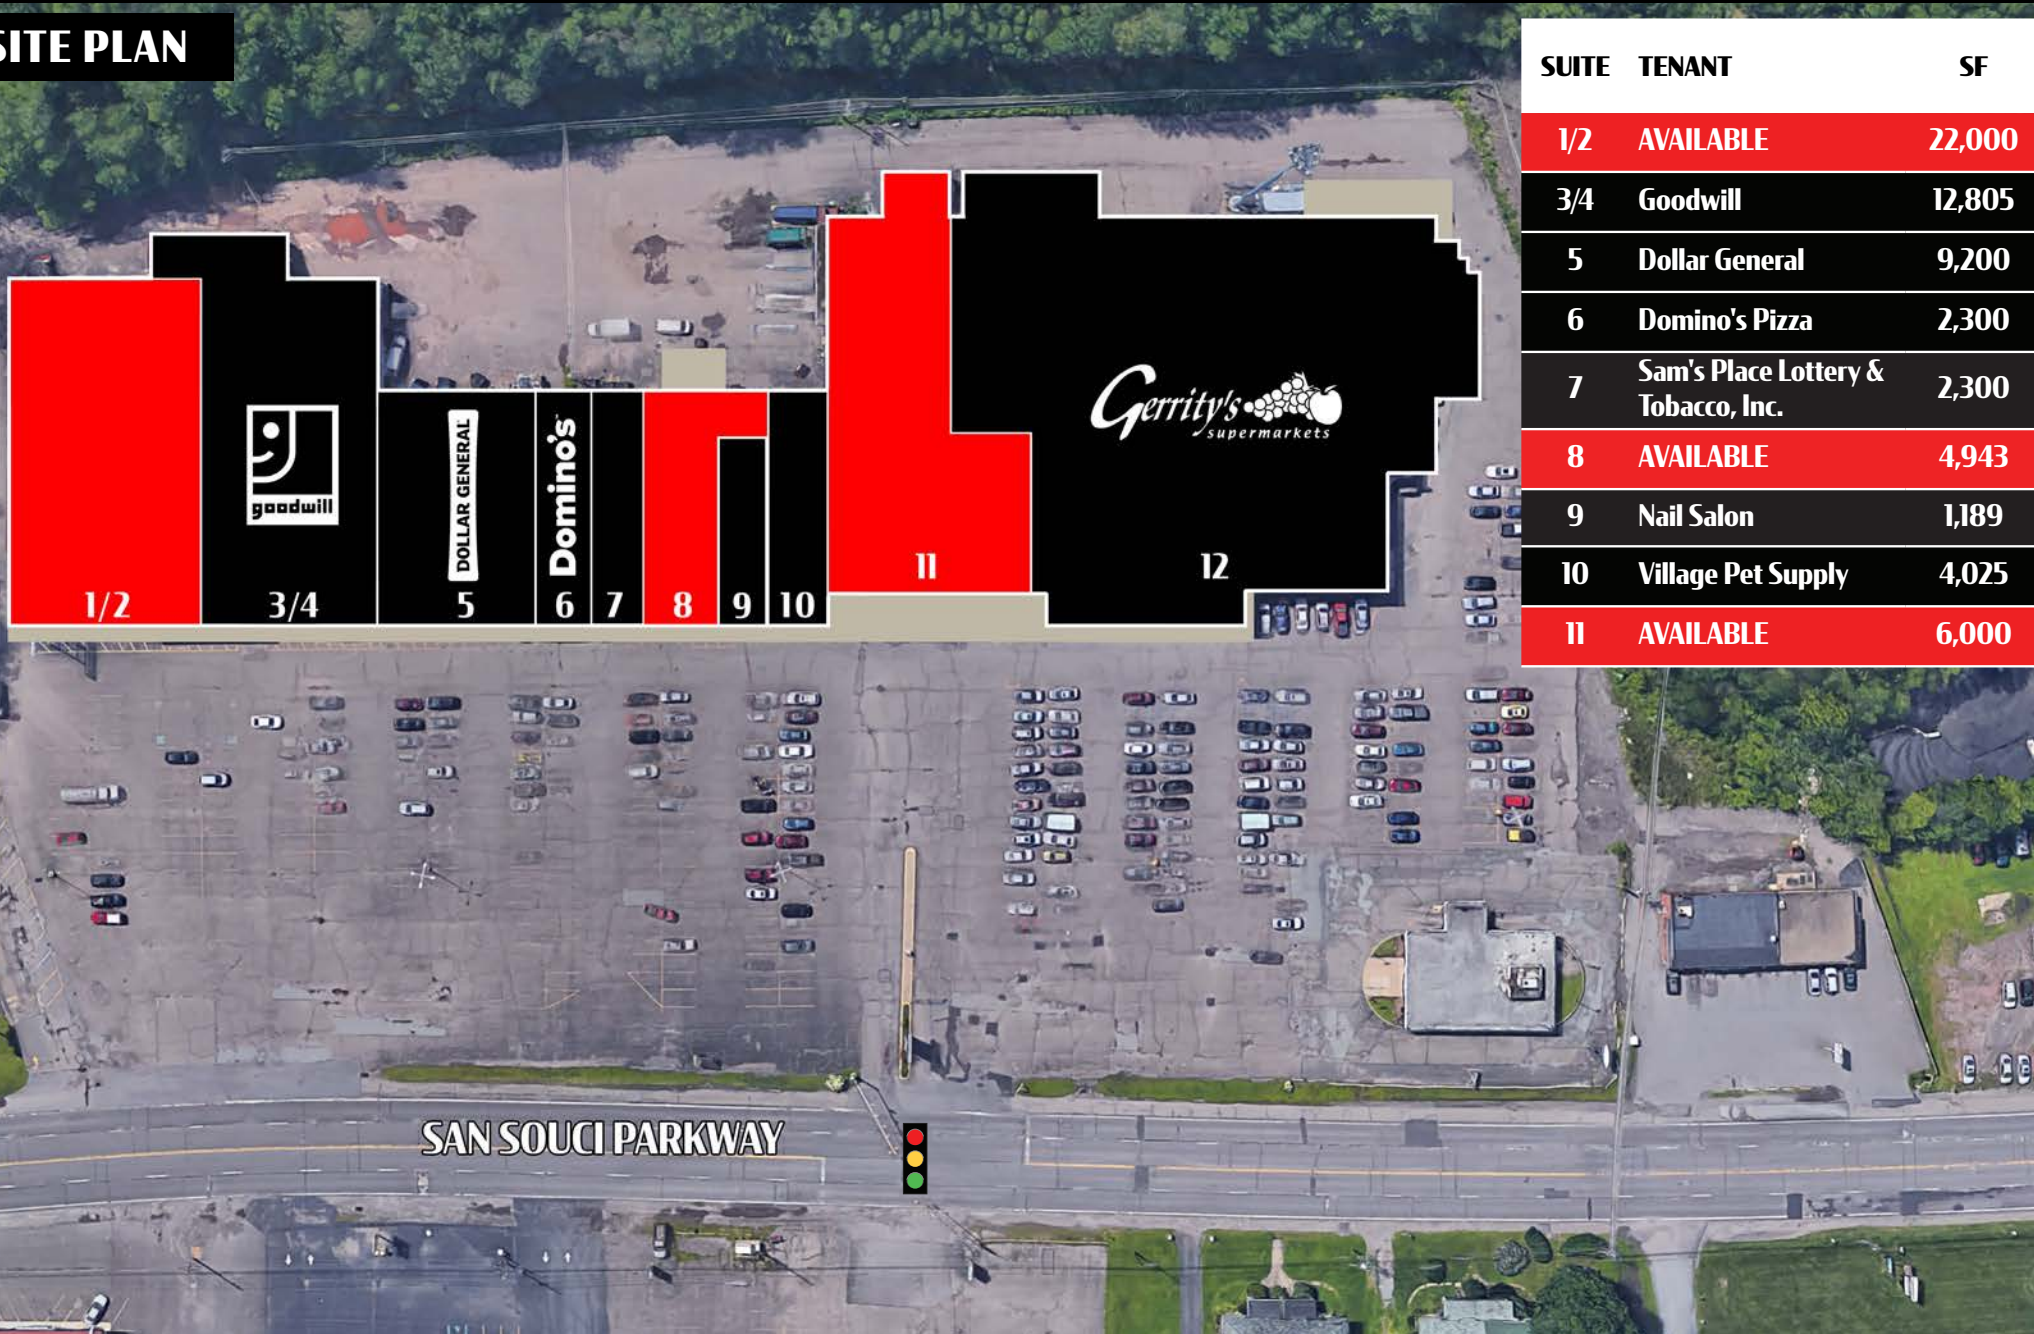 SITE PLAN
SUITE TENANT SF
1/2 AVAILABLE 22,000
3/4 Goodwill 12,805
5 Dollar General 9,200
6 Domino's Pizza 2,300
7 Sam's Place Lottery & Tobacco, Inc. 2,300
8 AVAILABLE 4,943
9 Nail Salon 1,189
10 Village Pet Supply 4,025
11 AVAILABLE 6,000
goodwill
DOLLAR GENERAL
Domino's
Gerrity's
supermarkets
1/2 3/4 5 6 7 8 9 10 11 12
SAN SOUCI PARKWAY